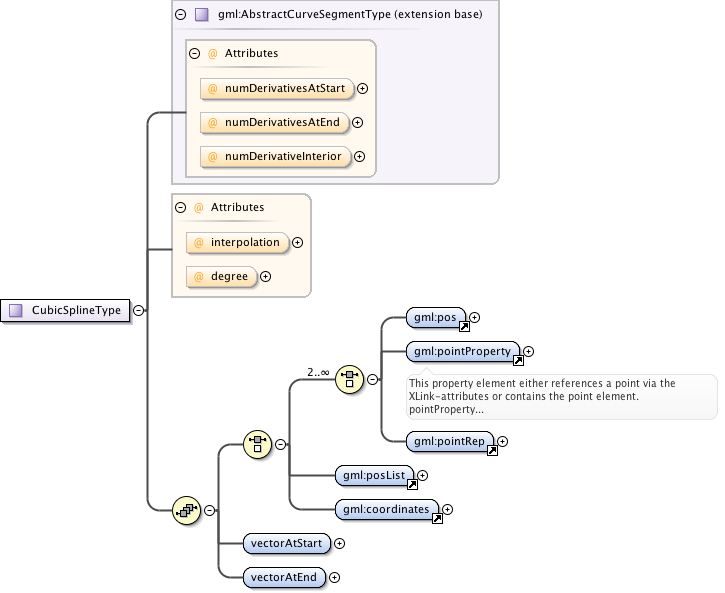 gml:AbstractCurveSegmentType (extension base)
@ Attributes
@ numDerivativesAtStart
@ numDerivativesAtEnd
@ numDerivativeInterior
@ Attributes
@ interpolation
@ degree
CubicSplineType
gml:pos
gml:pointProperty
2..∞
This property element either references a point via the
XLink-attributes or contains the point element.
pointProperty...
gml:pointRep
gml:posList
gml:coordinates
vectorAtStart
vectorAtEnd